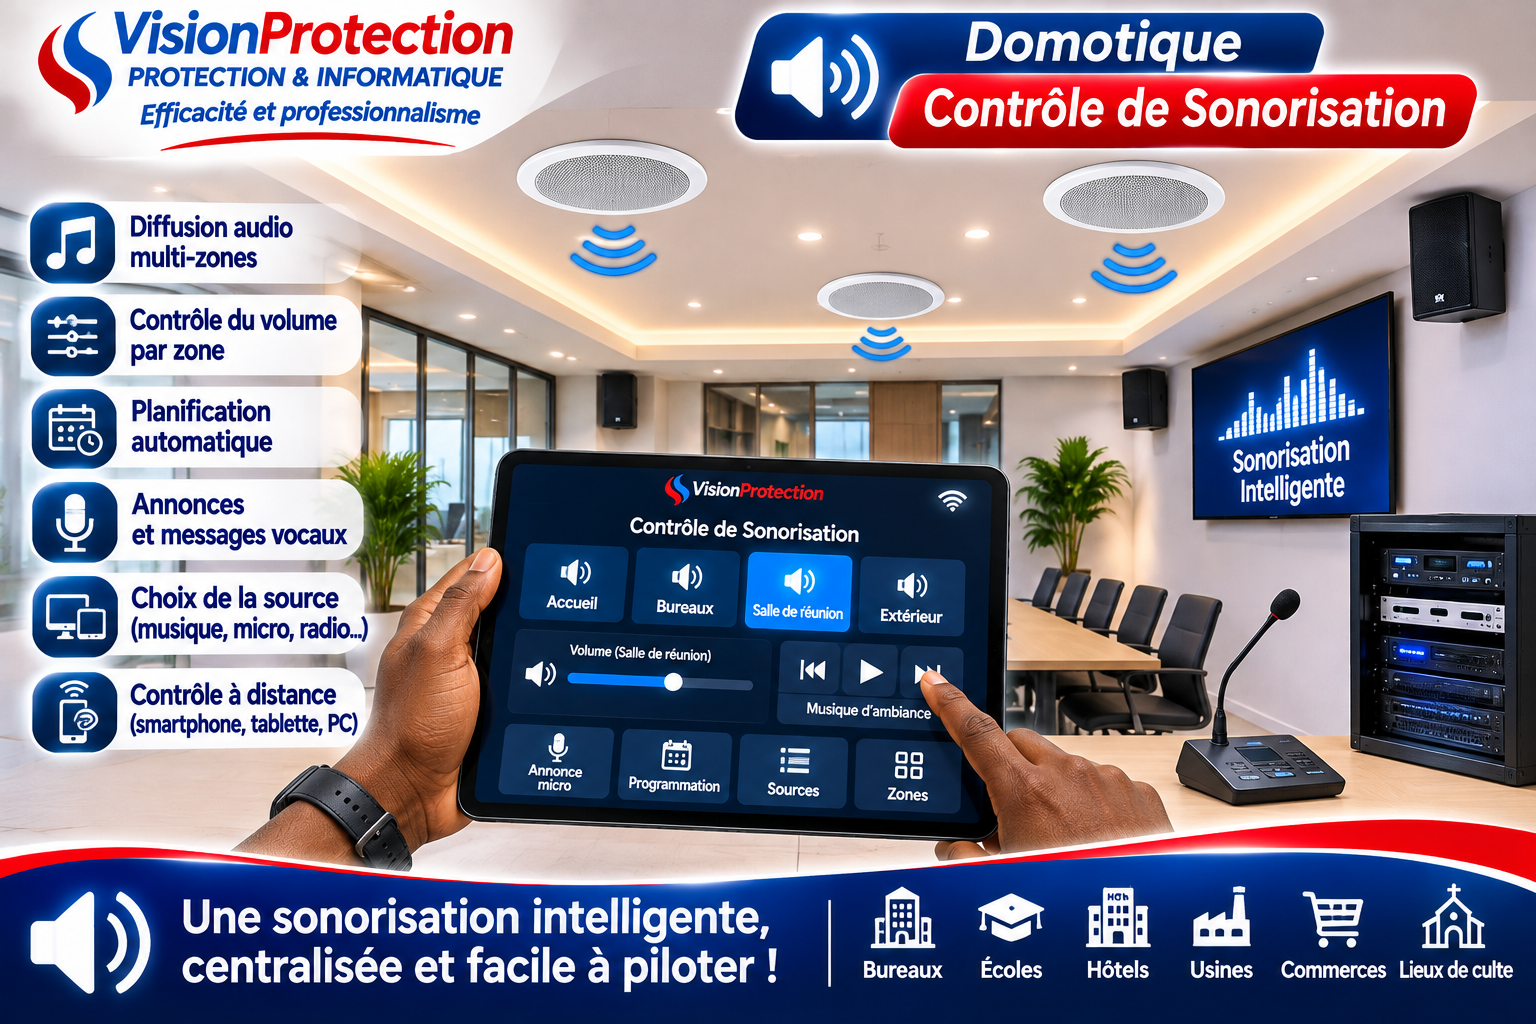 VisionProtection
PROTECTION & INFORMATIQUE
Efficacité et professionnalisme
Domotique
Contrôle de Sonorisation
Diffusion audio
multi-zones
Contrôle du volume
par zone
Planification
automatique
Annonces
et messages vocaux
Choix de la source
(musique, micro, radio...)
Contrôle à distance
(smartphone, tablette, PC)
Sonorisation
Intelligente
VisionProtection
Contrôle de Sonorisation
Accueil
Bureaux
Salle de réunion
Extérieur
Volume (Salle de réunion)
Musique d'ambiance
Annonce
micro
Programmation
Sources
Zones
Une sonorisation intelligente,
centralisée et facile à piloter !
Bureaux
Écoles
Hôtels
Usines
Commerces
Lieux de culte